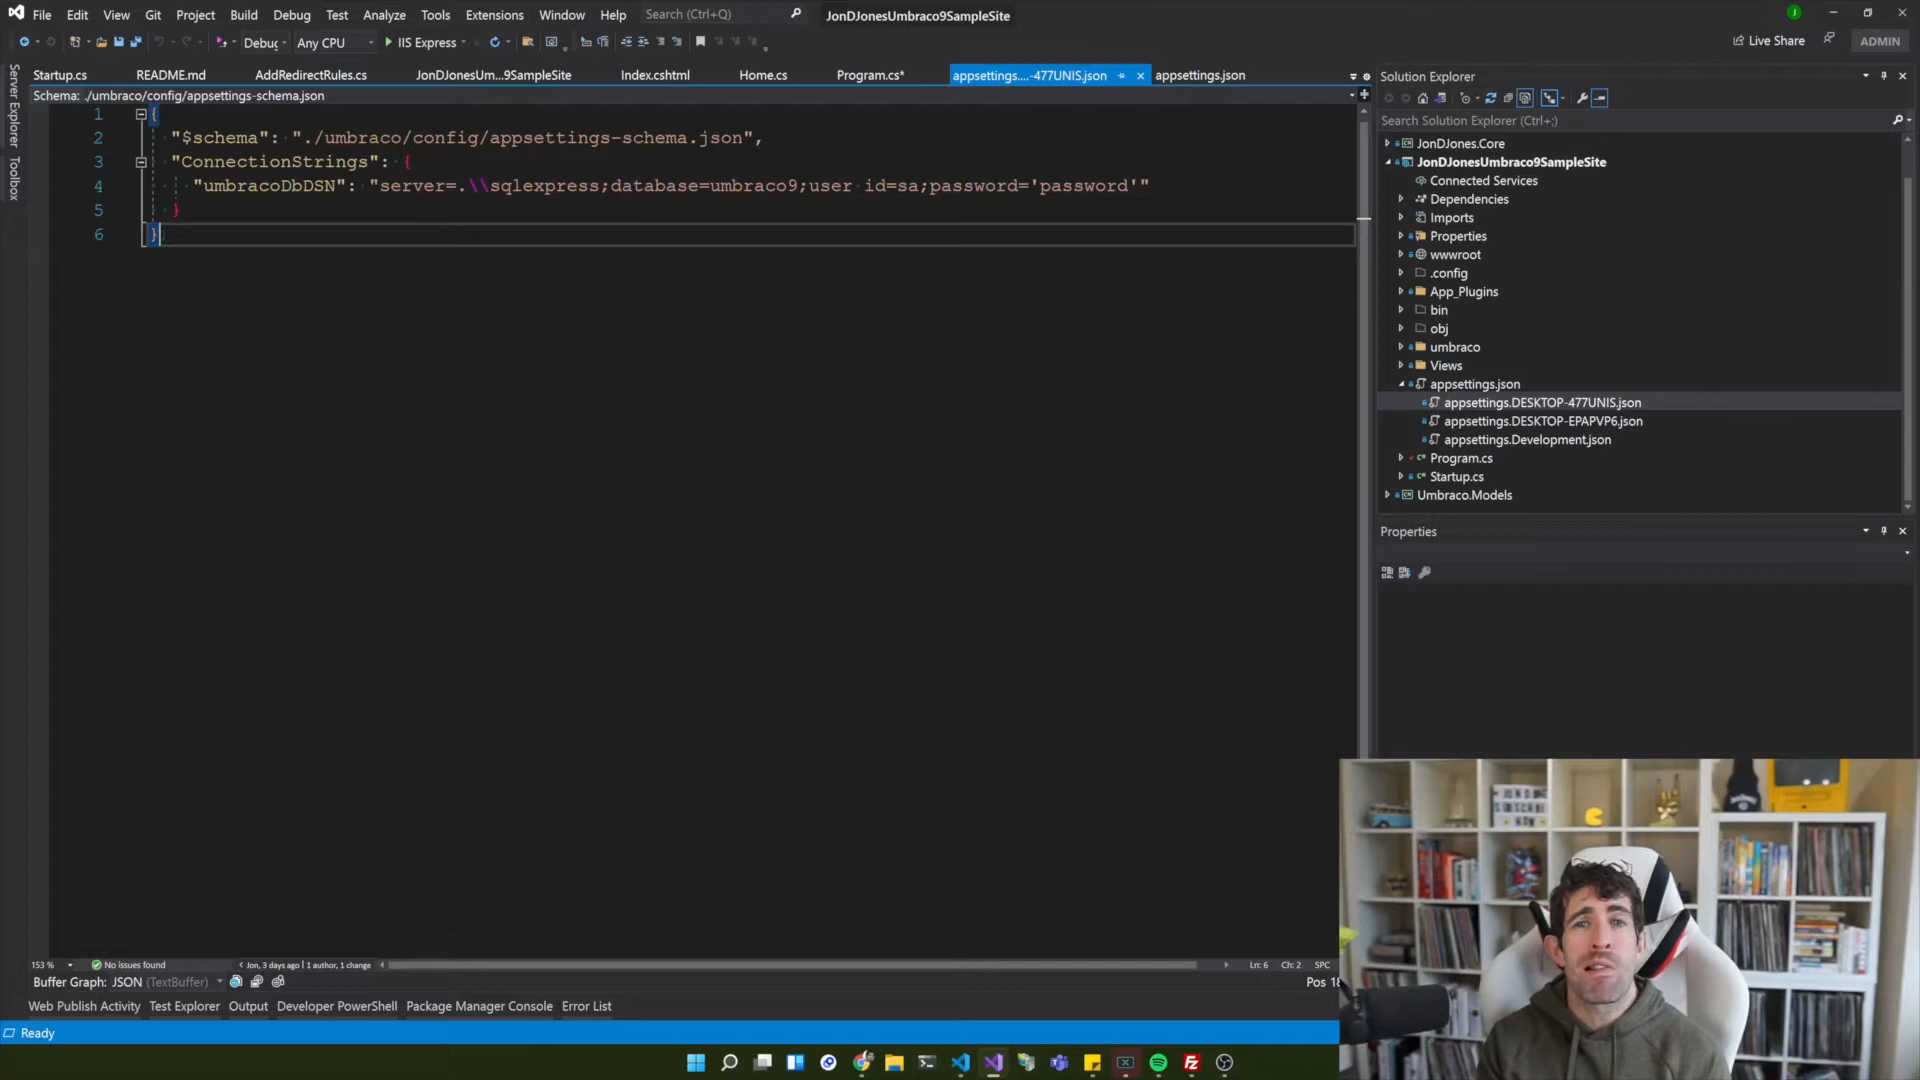 File Edit View Git Project Build Debug Test Analyze Tools Extensions Window Help Search (Ctrl+Q) JonDJonesUmbraco9SampleSite
Debug Any CPU IIS Express Live Share ADMIN
Server Explorer
Toolbox
Startup.cs README.md AddRedirectRules.cs JonDJonesUm...9SampleSite Index.cshtml Home.cs Program.cs* appsettings....-477UNIS.json appsettings.json
Schema: ./umbraco/config/appsettings-schema.json
1 {
2 "$schema": "./umbraco/config/appsettings-schema.json",
3 "ConnectionStrings": {
4 "umbracoDbDSN": "server=.\\sqlexpress;database=umbraco9;user id=sa;password='password'"
5 }
6 }
Solution Explorer
Search Solution Explorer (Ctrl+;)
JonDJones.Core
JonDJonesUmbraco9SampleSite
Connected Services
Dependencies
Imports
Properties
wwwroot
.config
App_Plugins
bin
obj
umbraco
Views
appsettings.json
appsettings.DESKTOP-477UNIS.json
appsettings.DESKTOP-EPAPVP6.json
appsettings.Development.json
Program.cs
Startup.cs
Umbraco.Models
Properties
153 % No issues found Jon, 3 days ago | 1 author, 1 change Ln: 6 Ch: 2 SPC
Buffer Graph: JSON (TextBuffer) Pos 18
Web Publish Activity Test Explorer Output Developer PowerShell Package Manager Console Error List
Ready